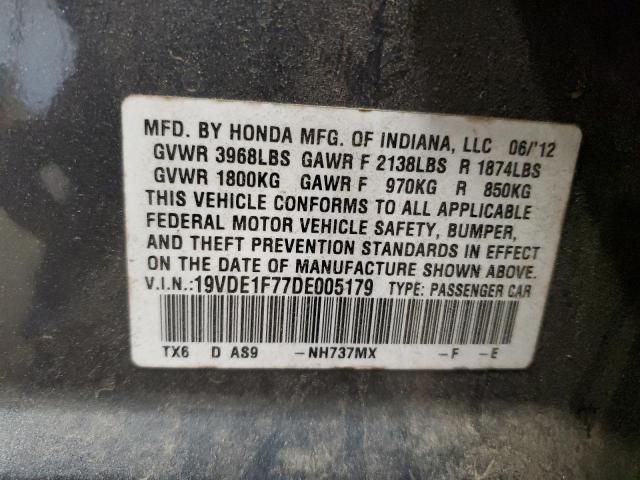 MFD. BY HONDA MFG. OF INDIANA, LLC 06/'12
GVWR 3968LBS GAWR F 2138LBS R 1874LBS
GVWR 1800KG GAWR F 970KG R 850KG
THIS VEHICLE CONFORMS TO ALL APPLICABLE
FEDERAL MOTOR VEHICLE SAFETY, BUMPER,
AND THEFT PREVENTION STANDARDS IN EFFECT
ON THE DATE OF MANUFACTURE SHOWN ABOVE.
V.I.N.:19VDE1F77DE005179 TYPE: PASSENGER CAR
TX6 D AS9 -NH737MX -F -E